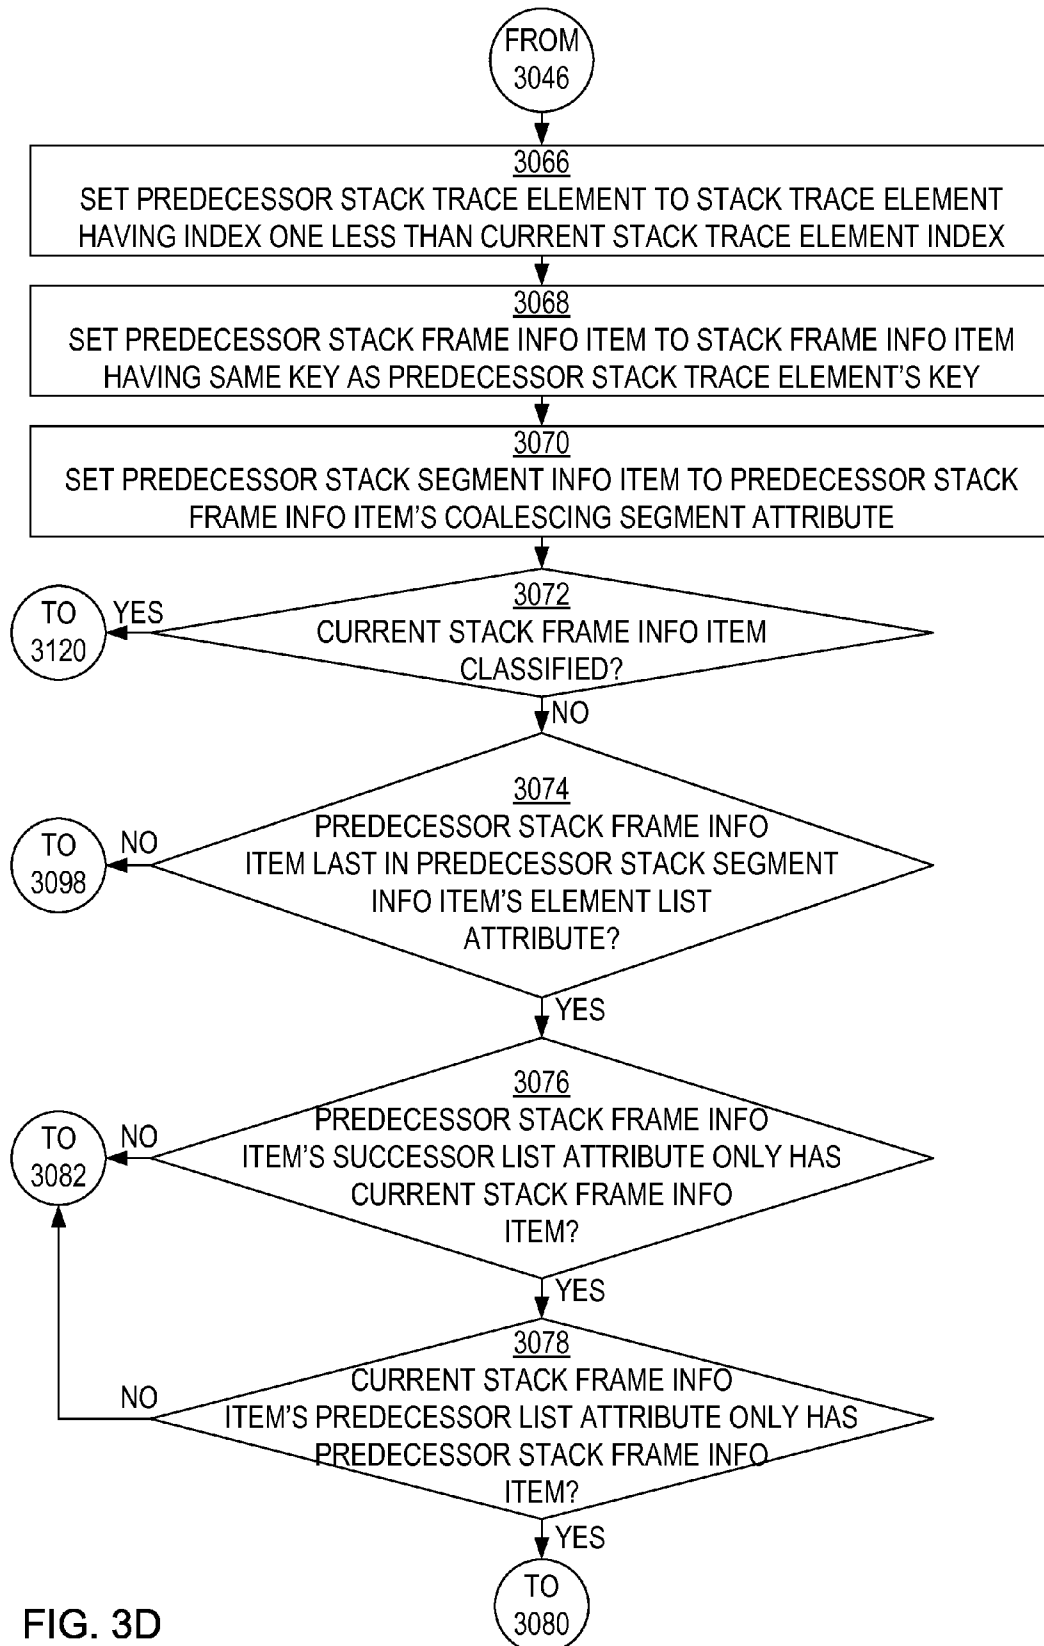 FROM
3046
3066
SET PREDECESSOR STACK TRACE ELEMENT TO STACK TRACE ELEMENT
HAVING INDEX ONE LESS THAN CURRENT STACK TRACE ELEMENT INDEX
3068
SET PREDECESSOR STACK FRAME INFO ITEM TO STACK FRAME INFO ITEM
HAVING SAME KEY AS PREDECESSOR STACK TRACE ELEMENT'S KEY
3070
SET PREDECESSOR STACK SEGMENT INFO ITEM TO PREDECESSOR STACK
FRAME INFO ITEM'S COALESCING SEGMENT ATTRIBUTE
3072
CURRENT STACK FRAME INFO ITEM
CLASSIFIED?
YES
TO
3120
NO
3074
PREDECESSOR STACK FRAME INFO
ITEM LAST IN PREDECESSOR STACK SEGMENT
INFO ITEM'S ELEMENT LIST
ATTRIBUTE?
NO
TO
3098
YES
3076
PREDECESSOR STACK FRAME INFO
ITEM'S SUCCESSOR LIST ATTRIBUTE ONLY HAS
CURRENT STACK FRAME INFO
ITEM?
NO
TO
3082
YES
3078
CURRENT STACK FRAME INFO
ITEM'S PREDECESSOR LIST ATTRIBUTE ONLY HAS
PREDECESSOR STACK FRAME INFO
ITEM?
NO
YES
TO
3080
FIG. 3D